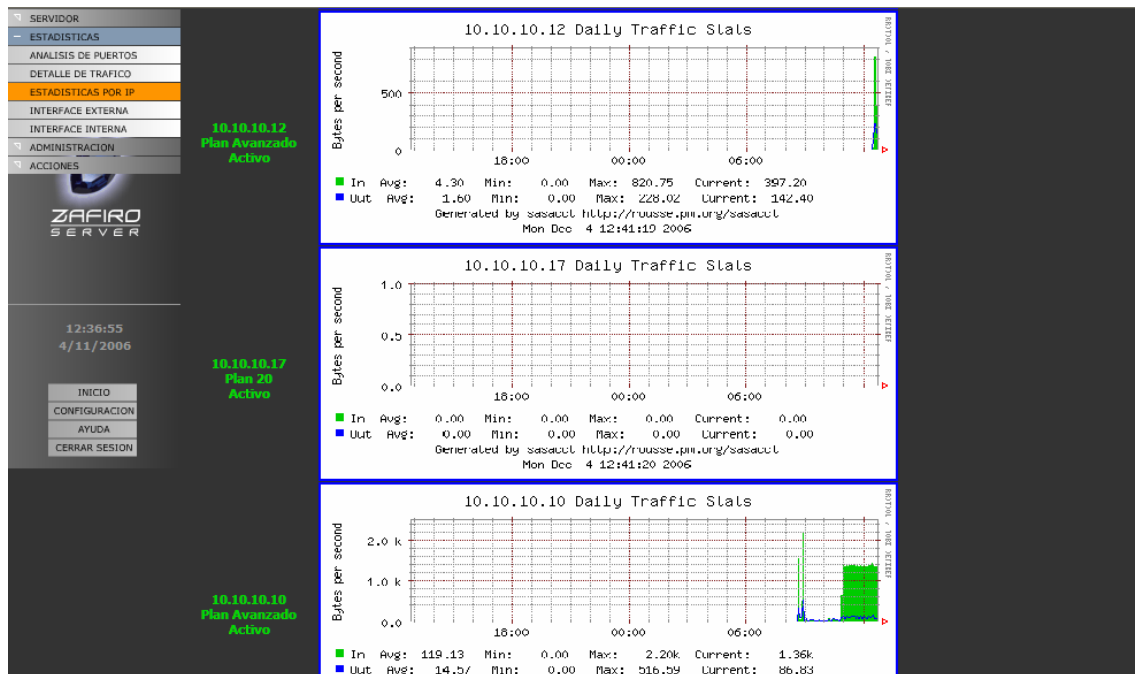 SERVIDOR
ESTADISTICAS
ANALISIS DE PUERTOS
DETALLE DE TRAFICO
ESTADISTICAS POR IP
INTERFACE EXTERNA
INTERFACE INTERNA
ADMINISTRACION
ACCIONES
ZAFIRO
SERVER
12:36:55
4/11/2006
INICIO
CONFIGURACION
AYUDA
CERRAR SESION
10.10.10.12
Plan Avanzado
Activo
10.10.10.12 Daily Traffic Stats
Bytes per second
500
0
18:00 00:00 06:00
In Avg: 4.30 Min: 0.00 Max: 820.75 Current: 397.20
Out Avg: 1.60 Min: 0.00 Max: 228.02 Current: 142.40
Generated by sasacct http://rousse.pm.org/sasacct
Mon Dec 4 12:41:19 2006
10.10.10.17
Plan 20
Activo
10.10.10.17 Daily Traffic Stats
Bytes per second
1.0
0.5
0.0
18:00 00:00 06:00
In Avg: 0.00 Min: 0.00 Max: 0.00 Current: 0.00
Out Avg: 0.00 Min: 0.00 Max: 0.00 Current: 0.00
Generated by sasacct http://rousse.pm.org/sasacct
Mon Dec 4 12:41:20 2006
10.10.10.10
Plan Avanzado
Activo
10.10.10.10 Daily Traffic Stats
Bytes per second
2.0 k
1.0 k
0.0
18:00 00:00 06:00
In Avg: 119.13 Min: 0.00 Max: 2.20k Current: 1.36k
Out Avg: 14.57 Min: 0.00 Max: 516.59 Current: 86.83